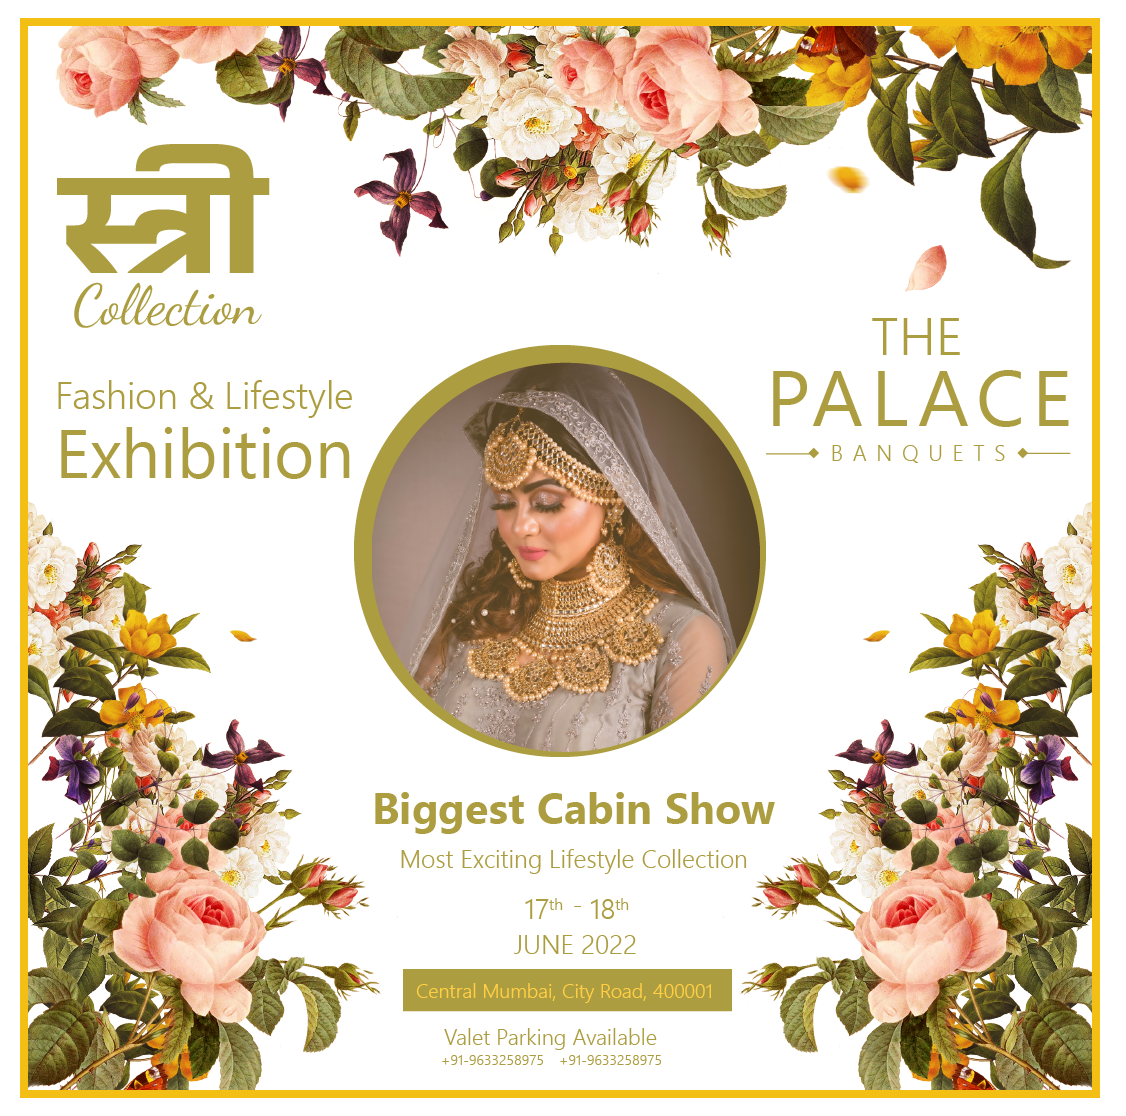 स्त्री
Collection
Fashion & Lifestyle
Exhibition
THE
PALACE
BANQUETS
Biggest Cabin Show
Most Exciting Lifestyle Collection
17th - 18th
JUNE 2022
Central Mumbai, City Road, 400001
Valet Parking Available
+91-9633258975 +91-9633258975